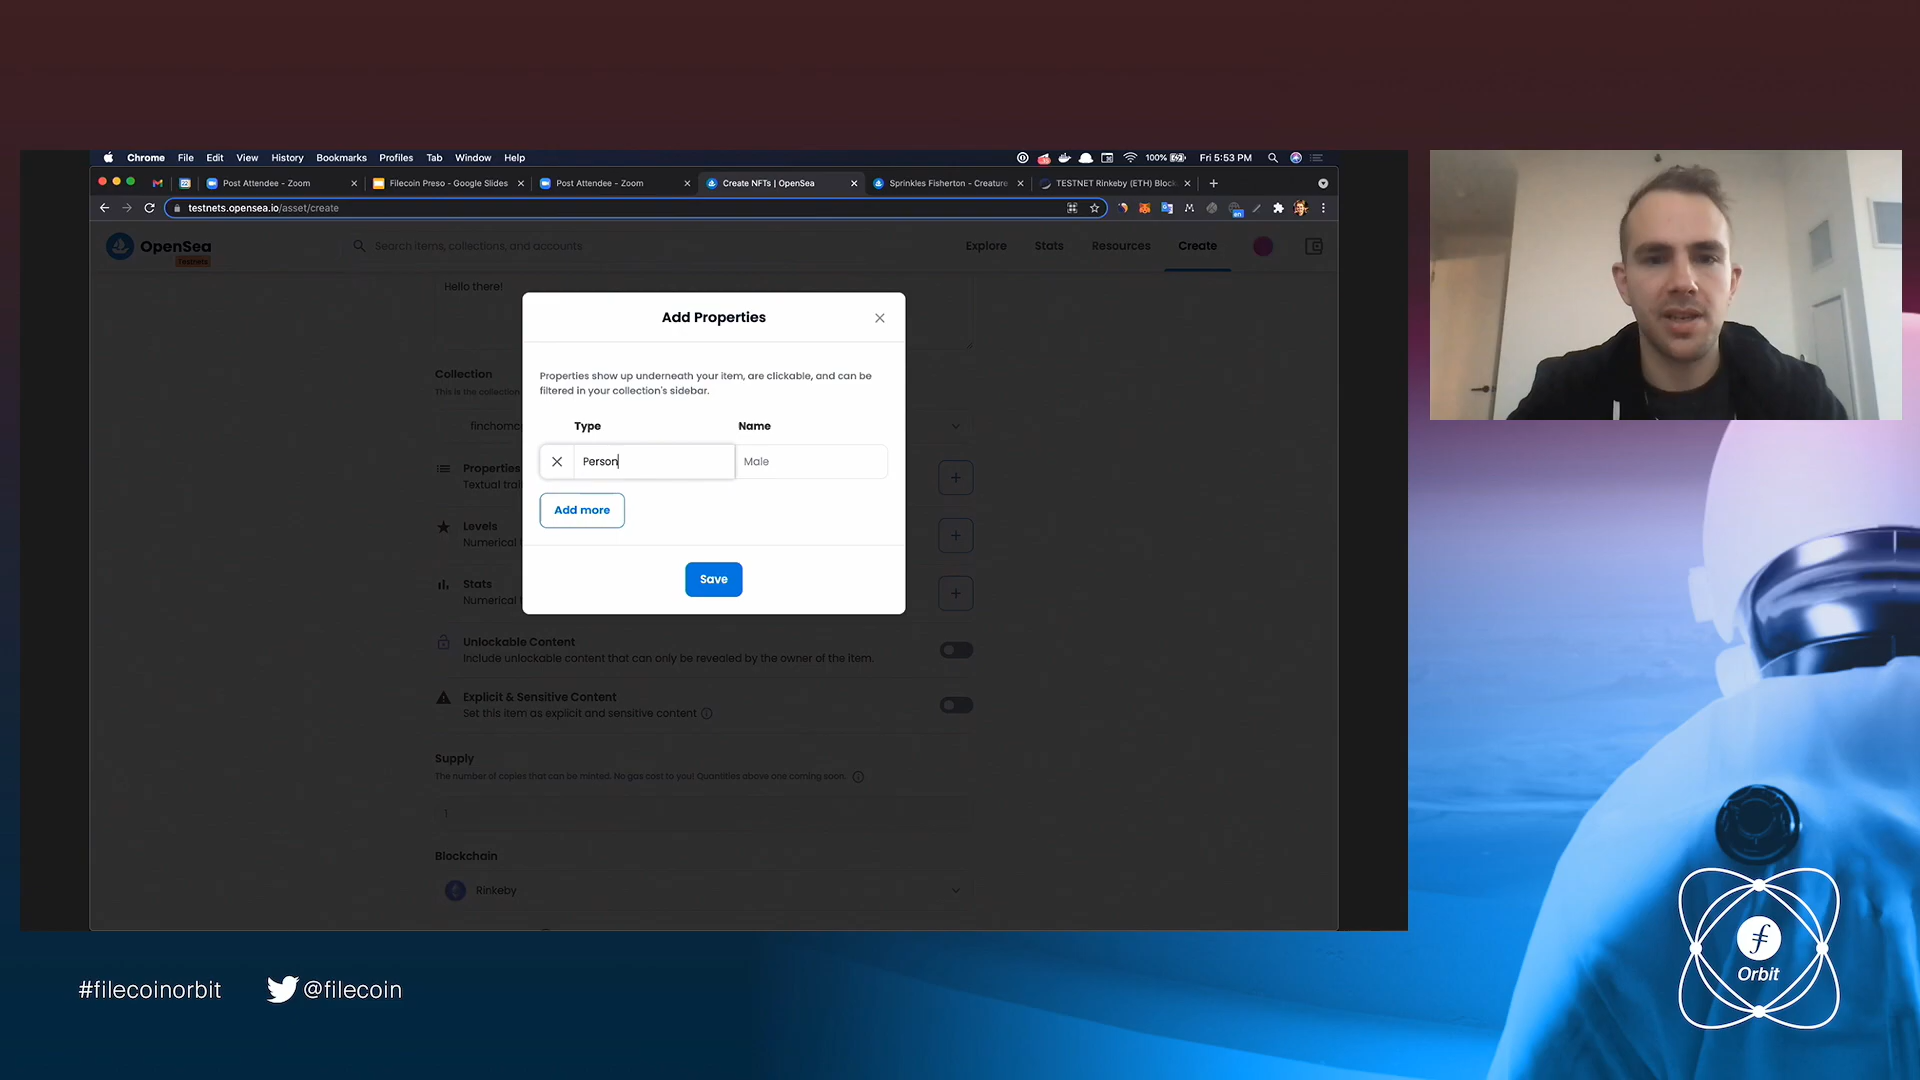 Chrome File Edit View History Bookmarks Profiles Tab Window Help 100% Fri 5:53 PM
Post Attendee - Zoom
Filecoin Preso - Google Slides
Post Attendee - Zoom
Create NFTs | OpenSea
Sprinkles Fisherton - Creature
TESTNET Rinkeby (ETH) Block
testnets.opensea.io/asset/create
OpenSea
Testnets
Search items, collections, and accounts
Explore Stats Resources Create
Hello there!
Add Properties
Properties show up underneath your item, are clickable, and can be
filtered in your collection's sidebar.
Collection
This is the collection
Type Name
Person Male
Add more
Save
Properties
Levels
Numerical
Stats
Numerical
Unlockable Content
Include unlockable content that can only be revealed by the owner of the item.
Explicit & Sensitive Content
Set this item as explicit and sensitive content
Supply
The number of copies that can be minted. No gas cost to you! Quantities above one coming soon.
1
Blockchain
Rinkeby
#filecoinorbit @filecoin
Orbit